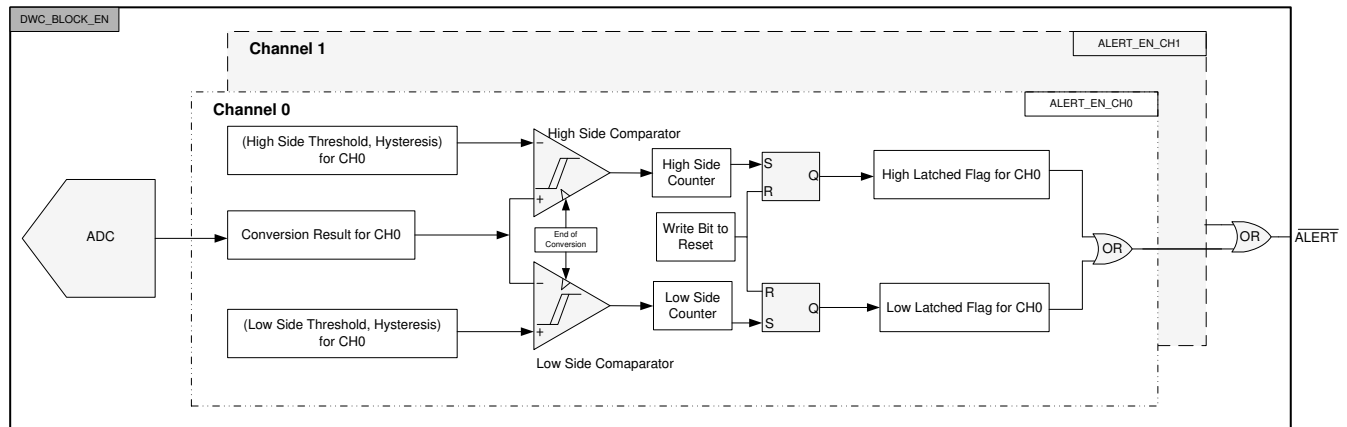 DWC_BLOCK_EN
Channel 1
ALERT_EN_CH1
Channel 0
ALERT_EN_CH0
(High Side Threshold, Hysteresis)
for CH0
High Side Comparator
−
+
High Side
Counter
S
R
Q
High Latched Flag for CH0
ADC
Conversion Result for CH0
End of
Conversion
Write Bit to
Reset
OR
OR
ALERT
(Low Side Threshold, Hysteresis)
for CH0
−
+
Low Side Comaparator
Low Side
Counter
R
S
Q
Low Latched Flag for CH0